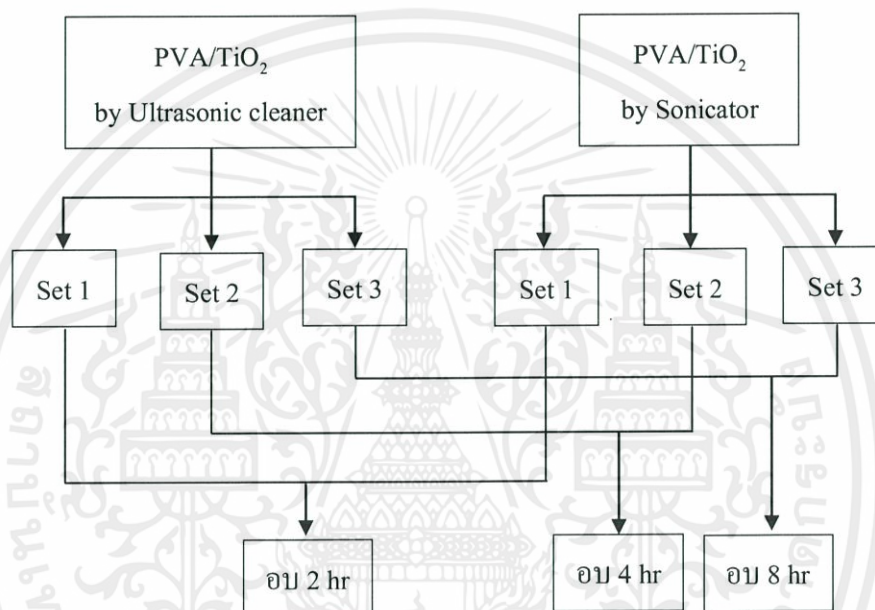 PVA/TiO₂
by Ultrasonic cleaner
PVA/TiO₂
by Sonicator
Set 1
Set 2
Set 3
Set 1
Set 2
Set 3
อบ 2 hr
อบ 4 hr
อบ 8 hr